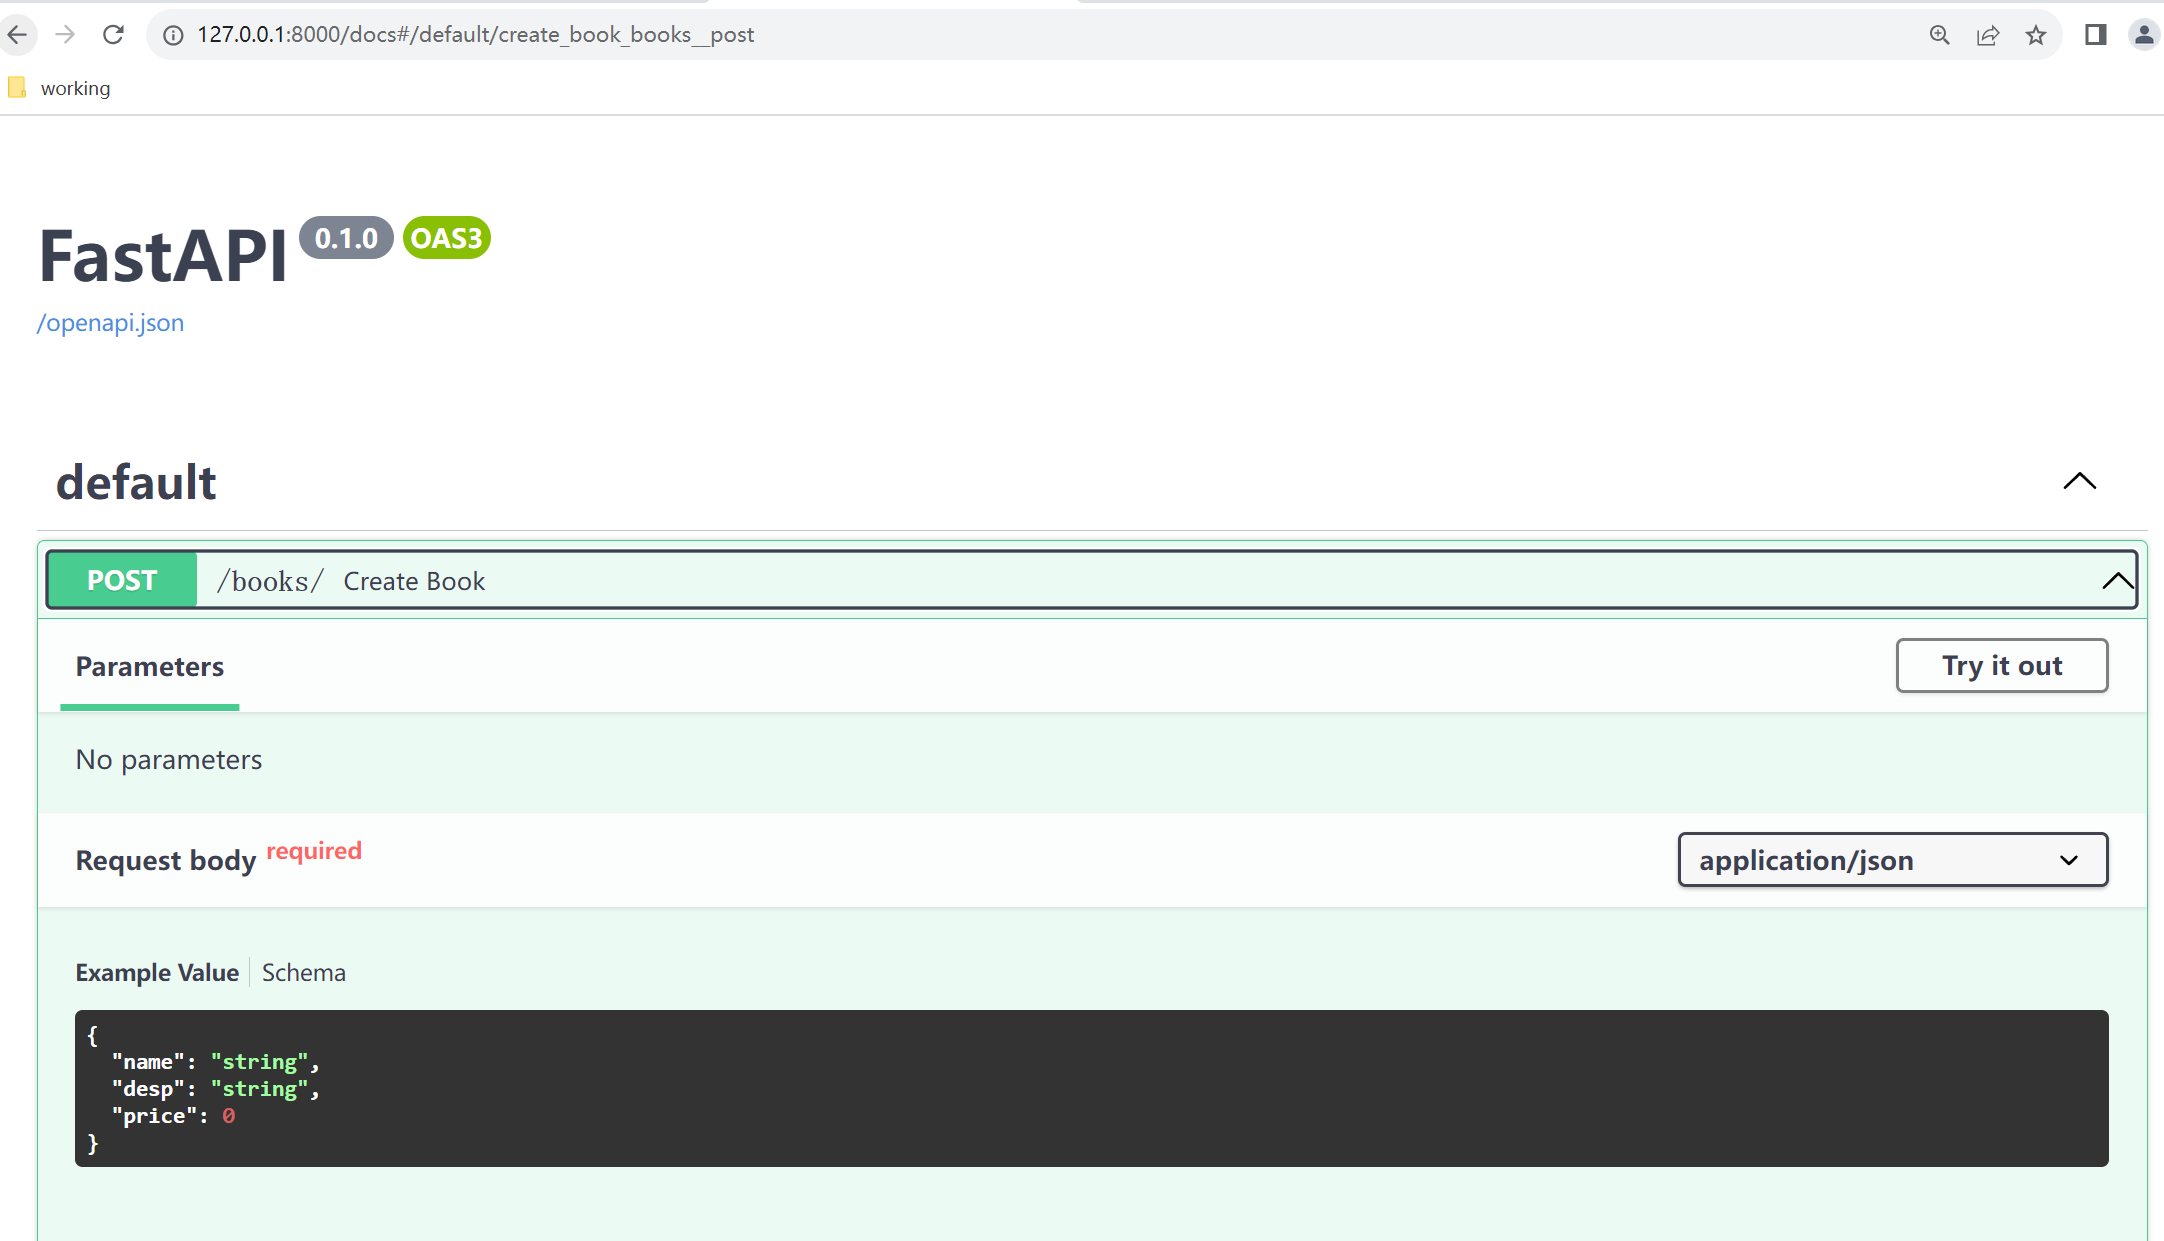 127.0.0.1:8000/docs#/default/create_book_books__post
working
FastAPI 0.1.0 OAS3
/openapi.json
default
POST /books/ Create Book
Parameters Try it out
No parameters
Request body required application/json
Example Value Schema
{
  "name": "string",
  "desp": "string",
  "price": 0
}